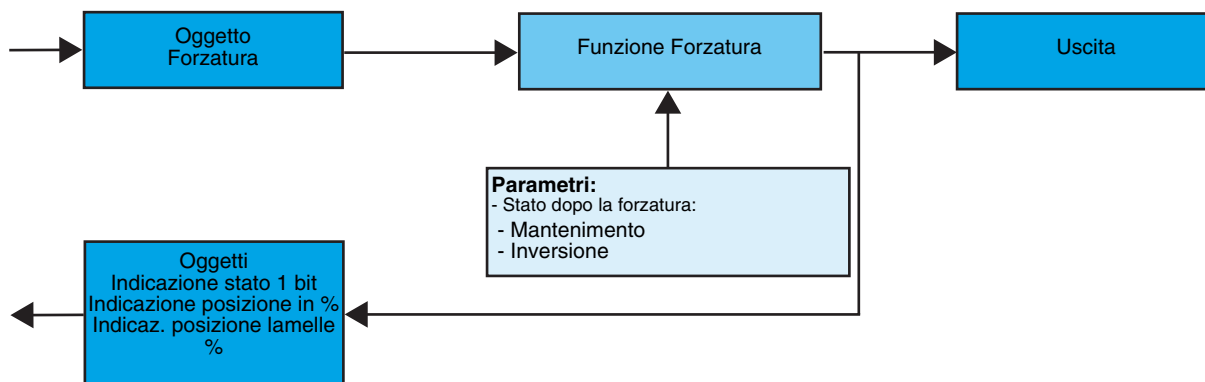 Oggetto
Forzatura
Funzione Forzatura
Uscita
Parametri:
- Stato dopo la forzatura:
- Mantenimento
- Inversione
Oggetti
Indicazione stato 1 bit
Indicazione posizione in %
Indicaz. posizione lamelle
%